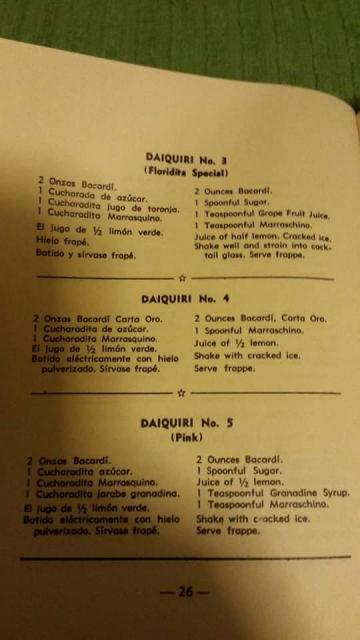 DAIQUIRI No. 3
(Floridita Special)
2 Onzas Bacardí.
1 Cucharada de azúcar.
1 Cucharadita jugo de toronja.
1 Cucharadita Marrasquino.
El jugo de ½ limón verde.
Hielo frapé.
Batido y sírvase frapé.
2 Ounces Bacardi.
1 Spoonful Sugar.
1 Teaspoonful Grape Fruit Juice.
1 Teaspoonful Marraschino.
Juice of half lemon. Cracked ice.
Shake well and strain into cock-
tail glass. Serve frappe.
DAIQUIRI No. 4
2 Onzas Bacardí Carta Oro.
1 Cucharadita de azúcar.
1 Cucharadita Marrasquino.
El jugo de ½ limón verde.
Batido eléctricamente con hielo
pulverizado. Sírvase frapé.
2 Ounces Bacardi, Carta Oro.
1 Spoonful Marraschino.
Juice of ½ lemon.
Shake with cracked ice.
Serve frappe.
DAIQUIRI No. 5
(Pink)
2 Onzas Bacardí.
1 Cucharadita azúcar.
1 Cucharadita Marrasquino.
1 Cucharadita jarabe granadina.
El jugo de ½ limón verde.
Batido eléctricamente con hielo
pulverizado. Sírvase frapé.
2 Ounces Bacardi.
1 Spoonful Sugar.
Juice of ½ lemon.
1 Teaspoonful Granadine Syrup.
1 Teaspoonful Marraschino.
Shake with cracked ice.
Serve frappe.
— 26 —